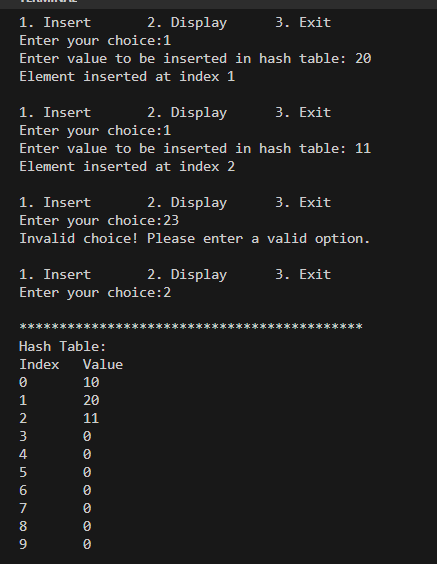 TERMINAL
1. Insert       2. Display      3. Exit
Enter your choice:1
Enter value to be inserted in hash table: 20
Element inserted at index 1
1. Insert       2. Display      3. Exit
Enter your choice:1
Enter value to be inserted in hash table: 11
Element inserted at index 2
1. Insert       2. Display      3. Exit
Enter your choice:23
Invalid choice! Please enter a valid option.
1. Insert       2. Display      3. Exit
Enter your choice:2
*******************************************
Hash Table:
Index   Value
0       10
1       20
2       11
3       0
4       0
5       0
6       0
7       0
8       0
9       0